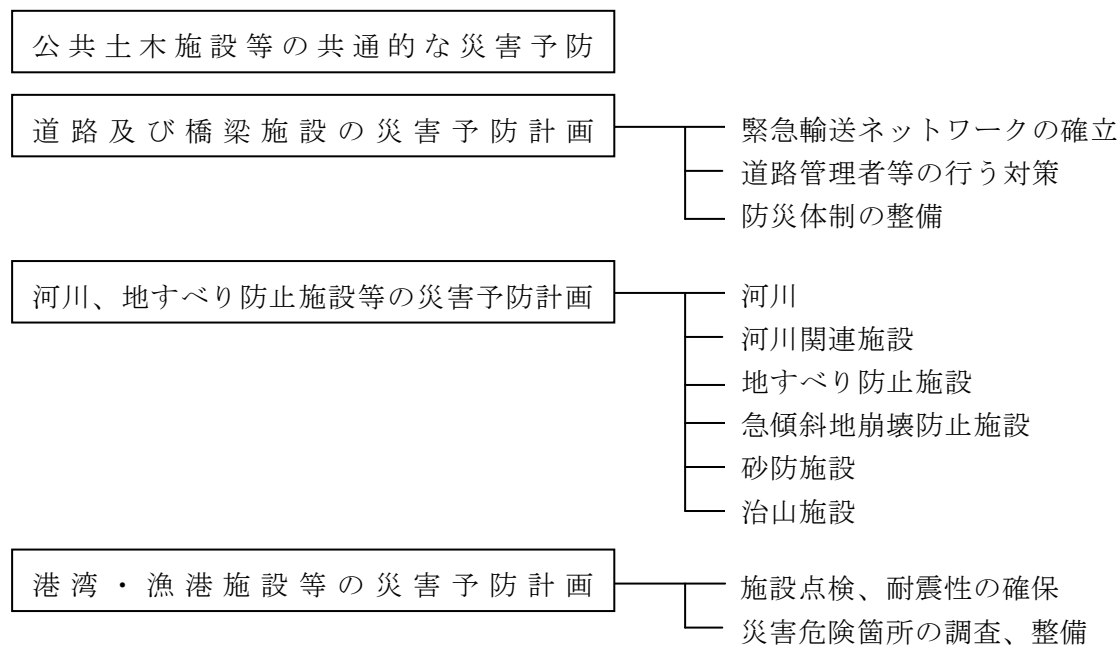 公共土木施設等の共通的な災害予防
道路及び橋梁施設の災害予防計画
緊急輸送ネットワークの確立
道路管理者等の行う対策
防災体制の整備
河川、地すべり防止施設等の災害予防計画
河川
河川関連施設
地すべり防止施設
急傾斜地崩壊防止施設
砂防施設
治山施設
港湾・漁港施設等の災害予防計画
施設点検、耐震性の確保
災害危険箇所の調査、整備